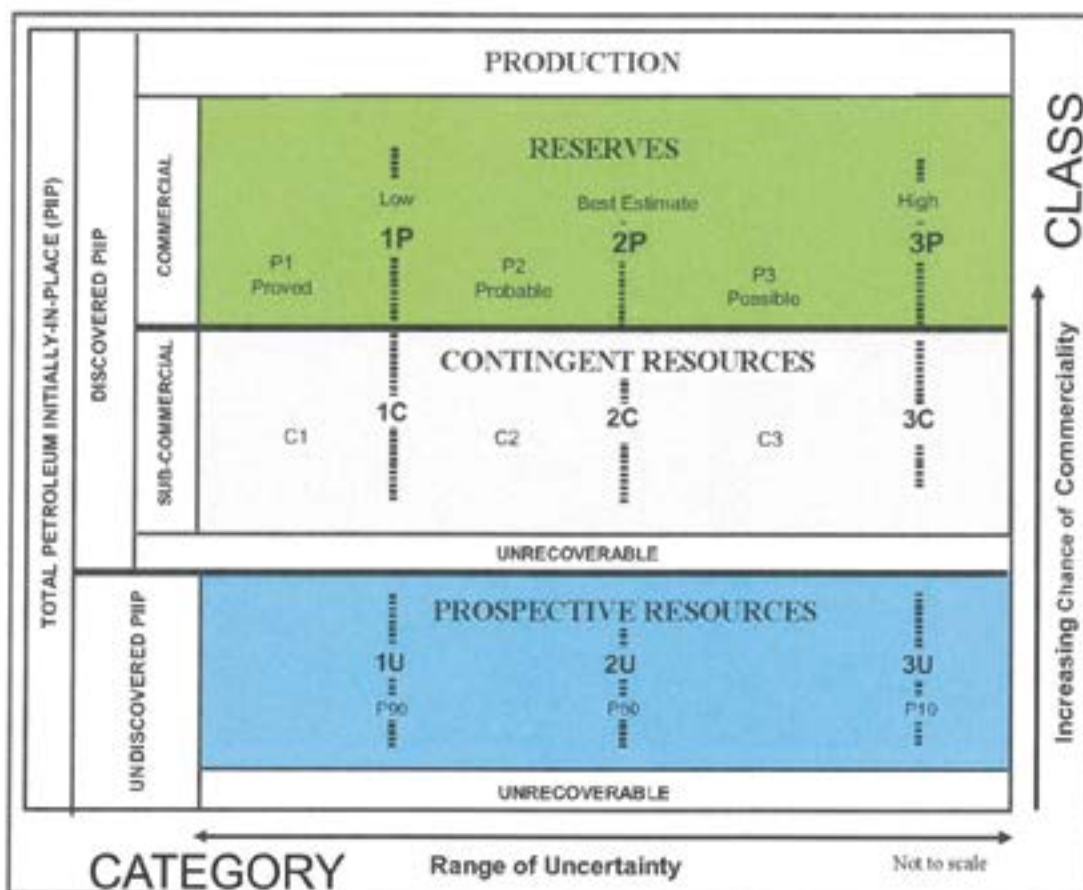 PRODUCTION
RESERVES
Low
Best Estimate
High
1P
2P
3P
P1
Proved
P2
Probable
P3
Possible
CONTINGENT RESOURCES
1C
2C
3C
C1
C2
C3
UNRECOVERABLE
PROSPECTIVE RESOURCES
1U
2U
3U
P90
P50
P10
UNRECOVERABLE
TOTAL PETROLEUM INITIALLY-IN-PLACE (PIIP)
DISCOVERED PIIP
UNDISCOVERED PIIP
COMMERCIAL
SUB-COMMERCIAL
CLASS
Increasing Chance of Commerciality
CATEGORY
Range of Uncertainty
Not to scale